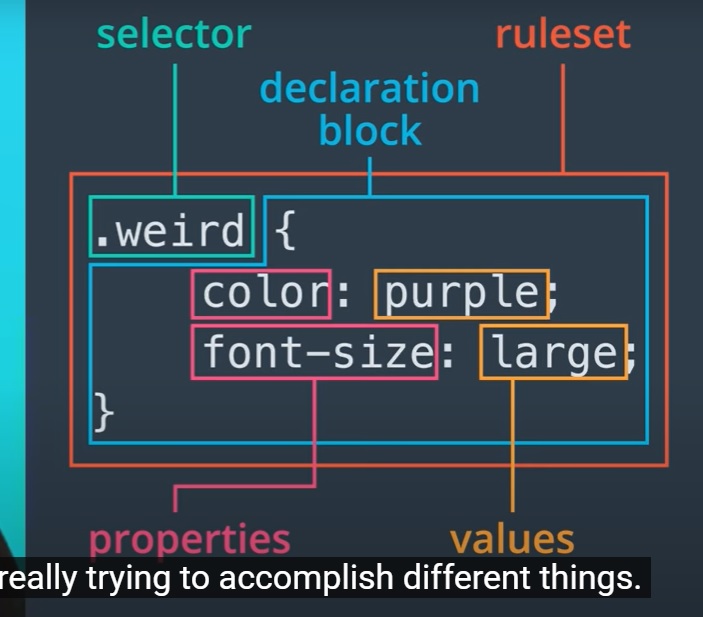 selector
ruleset
declaration
block
.weird {
color: purple;
font-size: large;
}
properties
values
really trying to accomplish different things.